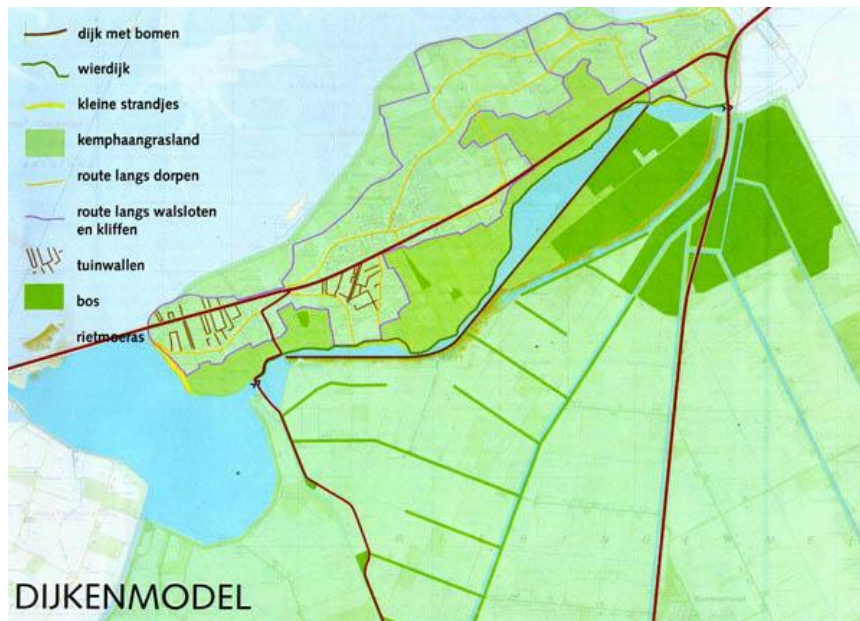 dijk met bomen
wierdijk
kleine strandjes
kemphaangrasland
route langs dorpen
route langs walsloten
en kliffen
tuinwallen
bos
rietmoeras
DIJKENMODEL